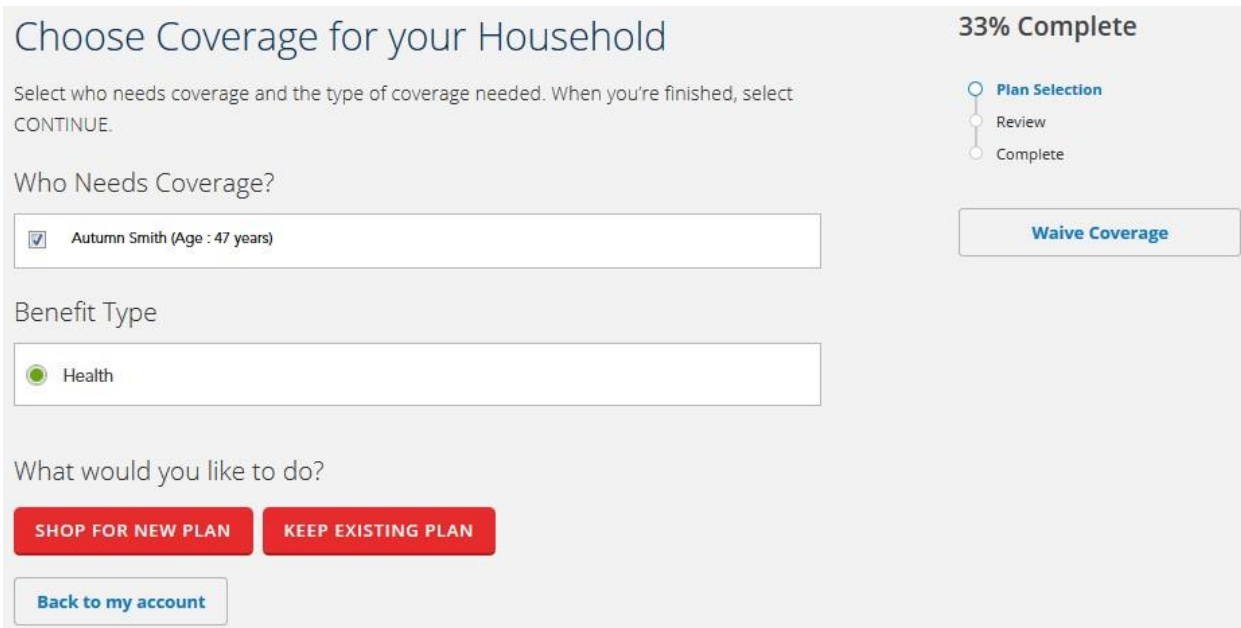 Choose Coverage for your Household
Select who needs coverage and the type of coverage needed. When you're finished, select
CONTINUE.
Who Needs Coverage?
Autumn Smith (Age : 47 years)
Benefit Type
Health
What would you like to do?
SHOP FOR NEW PLAN
KEEP EXISTING PLAN
Back to my account
33% Complete
Plan Selection
Review
Complete
Waive Coverage